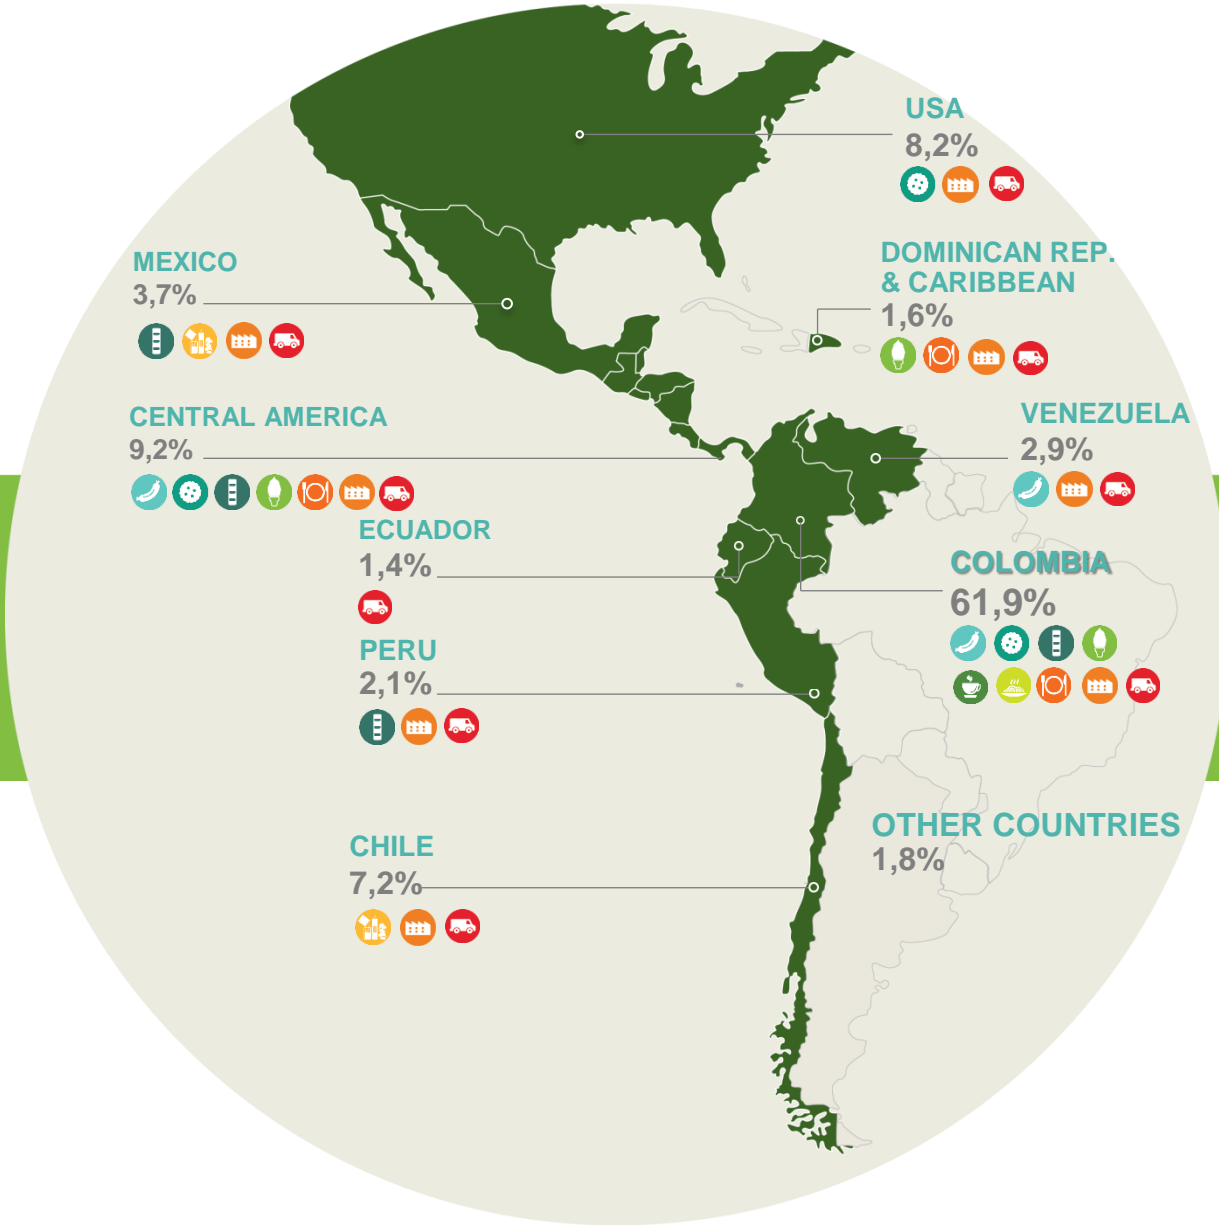 USA
8,2%
MEXICO
3,7%
DOMINICAN REP.
& CARIBBEAN
1,6%
CENTRAL AMERICA
9,2%
VENEZUELA
2,9%
ECUADOR
1,4%
COLOMBIA
61,9%
PERU
2,1%
OTHER COUNTRIES
1,8%
CHILE
7,2%